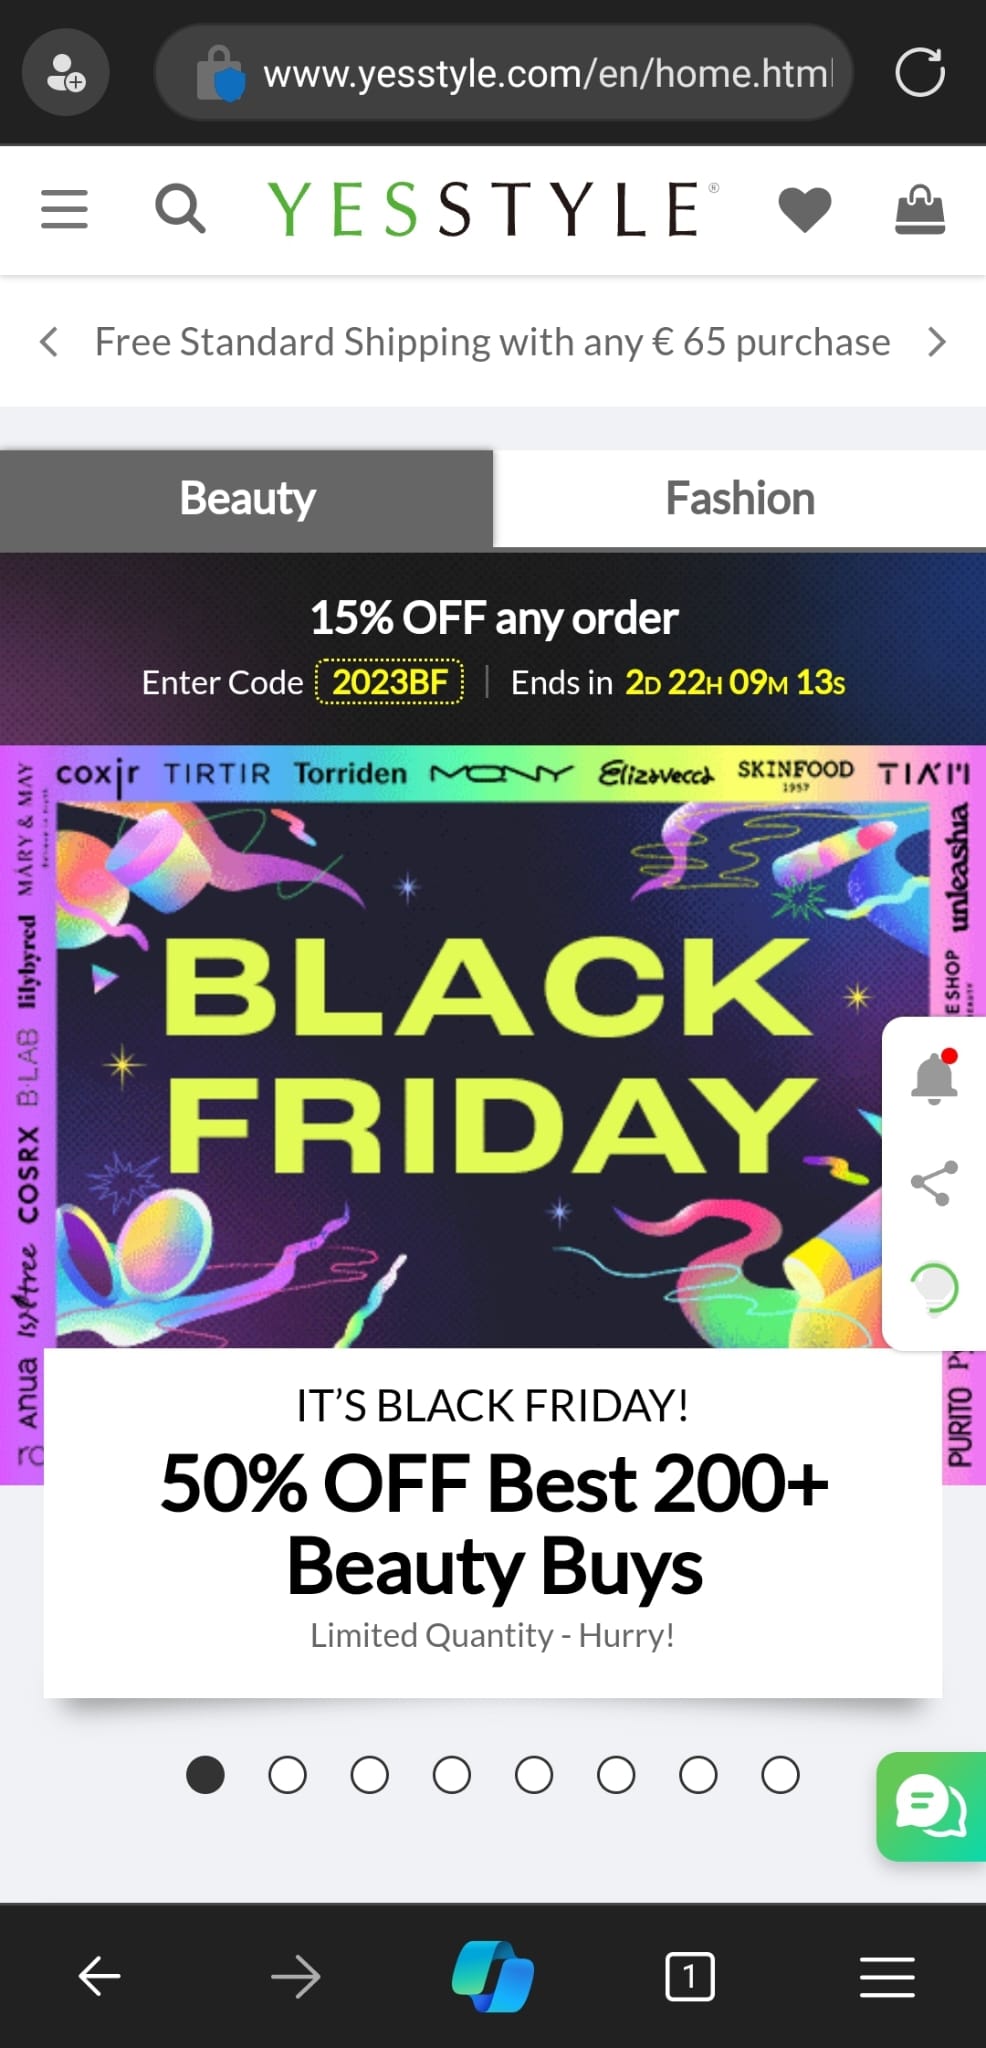 www.yesstyle.com/en/home.html
YESSTYLE®
Free Standard Shipping with any € 65 purchase
Beauty
Fashion
15% OFF any order
Enter Code 2023BF | Ends in 2D 22H 09M 13S
coxir TIRTIR Torriden MONY Elizavecca SKINFOOD 1957 TIA'M
MARY & MAY
lilybyred
B·LAB
COSRX
Isntree
Anua
unleashia
E SHOP
PURITO
BLACK
FRIDAY
IT'S BLACK FRIDAY!
50% OFF Best 200+
Beauty Buys
Limited Quantity - Hurry!
1